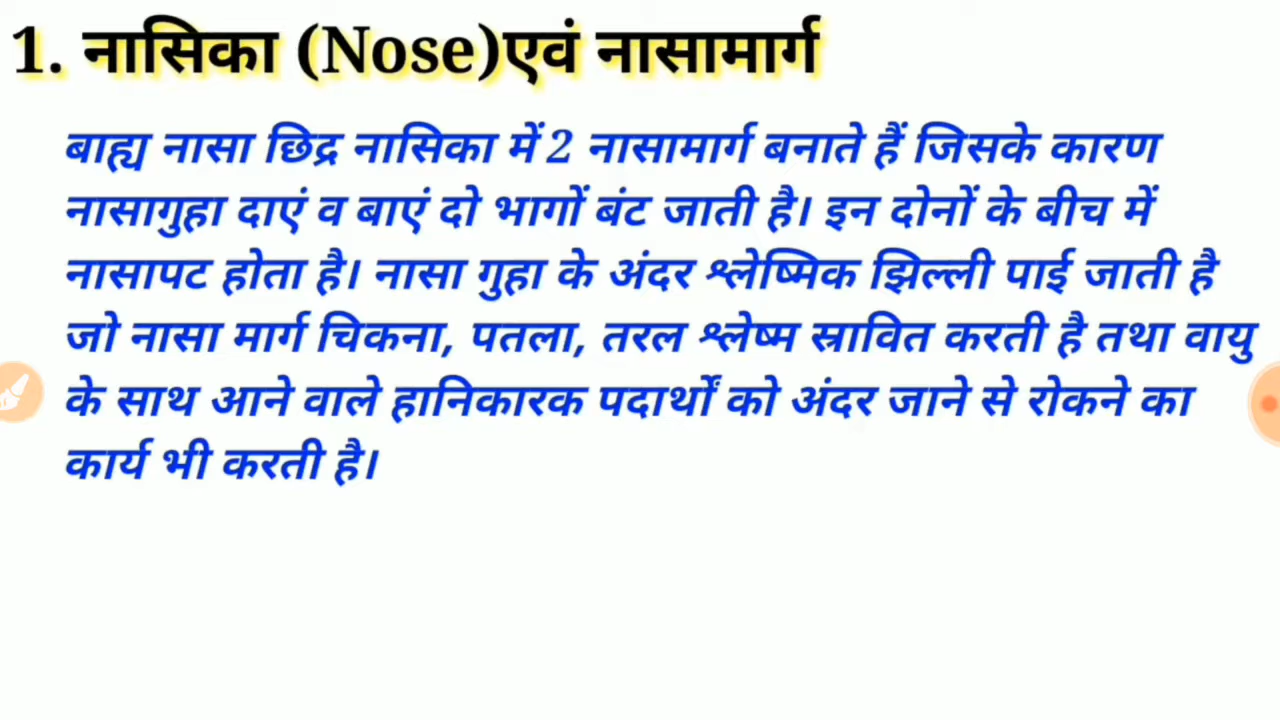 1. नासिका (Nose)एवं नासामार्ग
बाह्य नासा छिद्र नासिका में 2 नासामार्ग बनाते हैं जिसके कारण
नासागुहा दाएं व बाएं दो भागों बंट जाती है। इन दोनों के बीच में
नासापट होता है। नासा गुहा के अंदर श्लेष्मिक झिल्ली पाई जाती है
जो नासा मार्ग चिकना, पतला, तरल श्लेष्म स्रावित करती है तथा वायु
के साथ आने वाले हानिकारक पदार्थों को अंदर जाने से रोकने का
कार्य भी करती है।